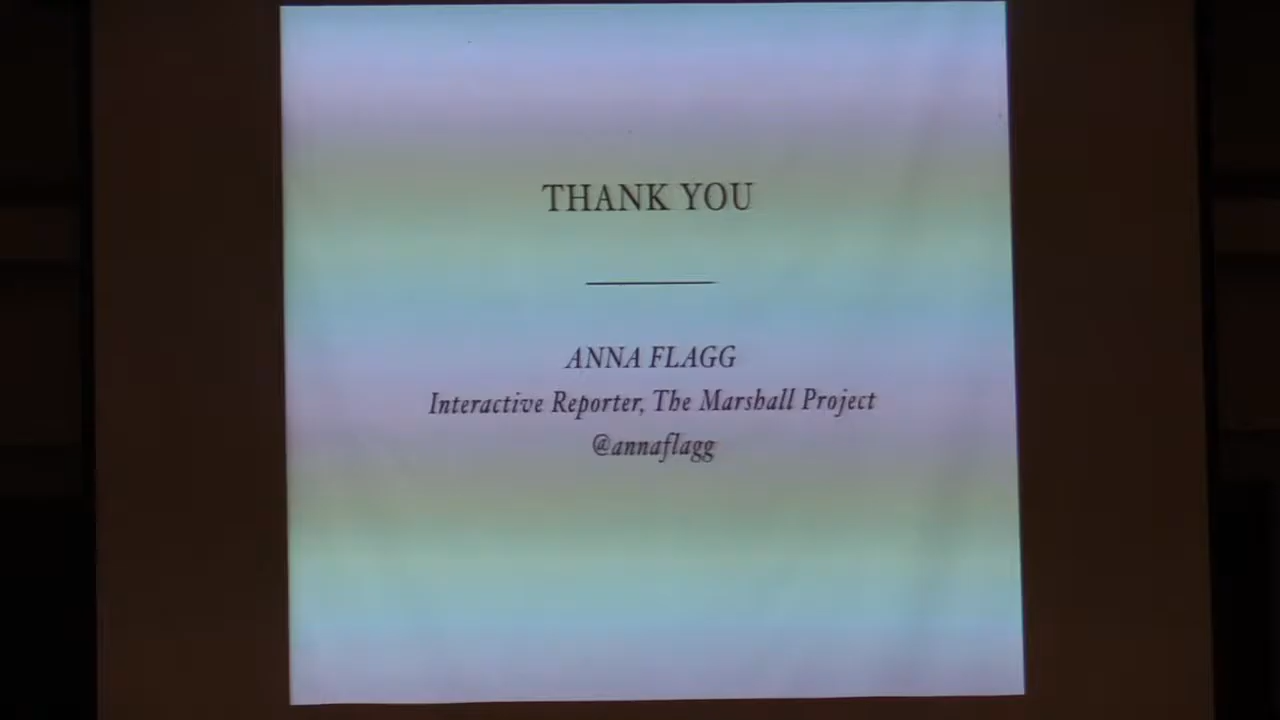 THANK YOU
ANNA FLAGG
Interactive Reporter, The Marshall Project
@annaflagg